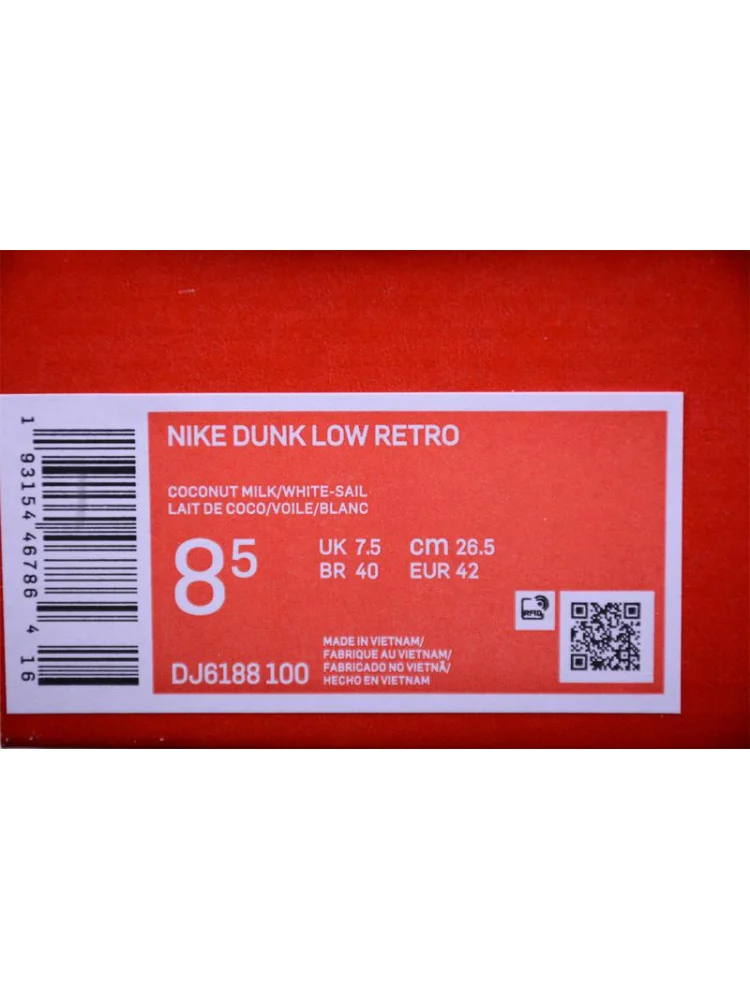 NIKE DUNK LOW RETRO
COCONUT MILK/WHITE-SAIL
LAIT DE COCO/VOILE/BLANC
8 5
UK 7.5 cm 26.5
BR 40 EUR 42
RFID
DJ6188 100
MADE IN VIETNAM/
FABRIQUE AU VIETNAM/
FABRICADO NO VIETNÃ/
HECHO EN VIETNAM
1 93154 46786 4 16